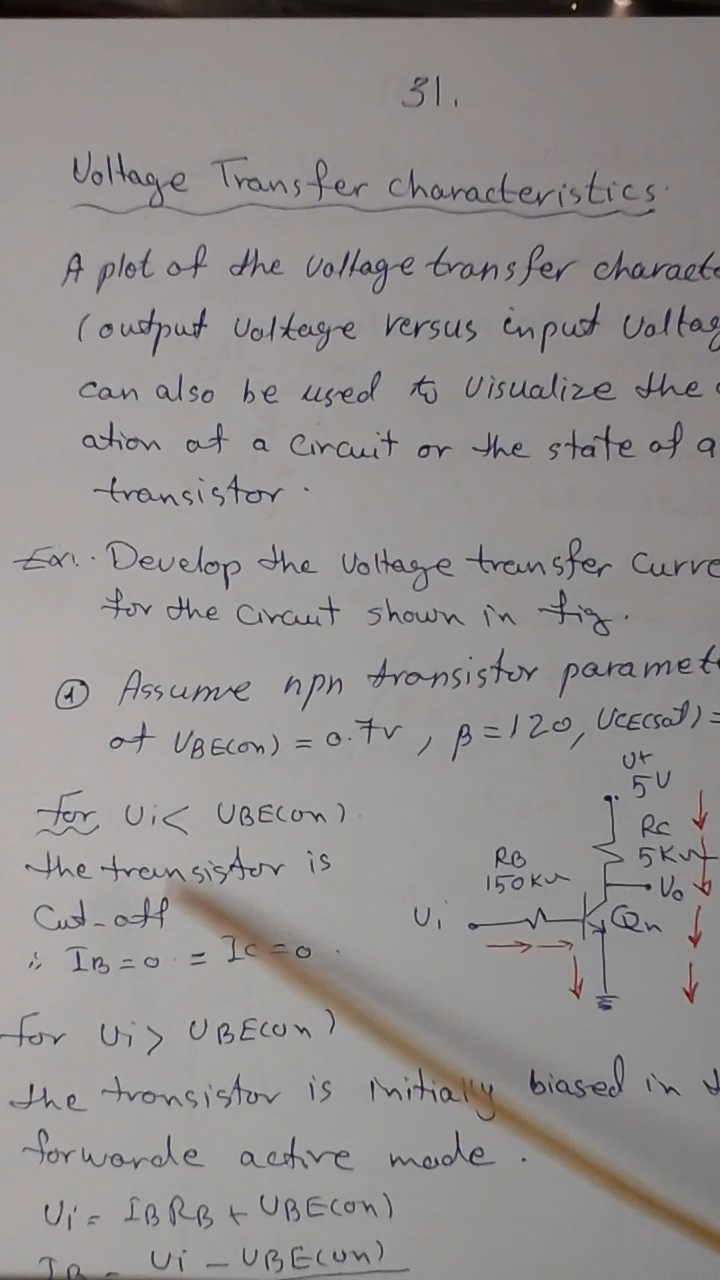 31.
Voltage Transfer characteristics.
A plot of the voltage transfer characte
(output voltage versus input voltag
can also be used to visualize the
ation of a circuit or the state of a
transistor.
Ex. Develop the voltage transfer curve
for the circuit shown in fig.
① Assume npn transistor paramet
of VBE(on) = 0.7v, β=120, VCE(sat) =
V+
5V
for Vi < VBE(on)
RC
5KΩ
the transistor is
RB
150KΩ
Vo
Cut-off
Vi
Qn
∴ IB=0 = IC=0.
for Vi > VBE(on)
the transistor is initially biased in
forwarde active mode.
Vi = IBRB + VBE(on)
IB = Vi - VBE(on)